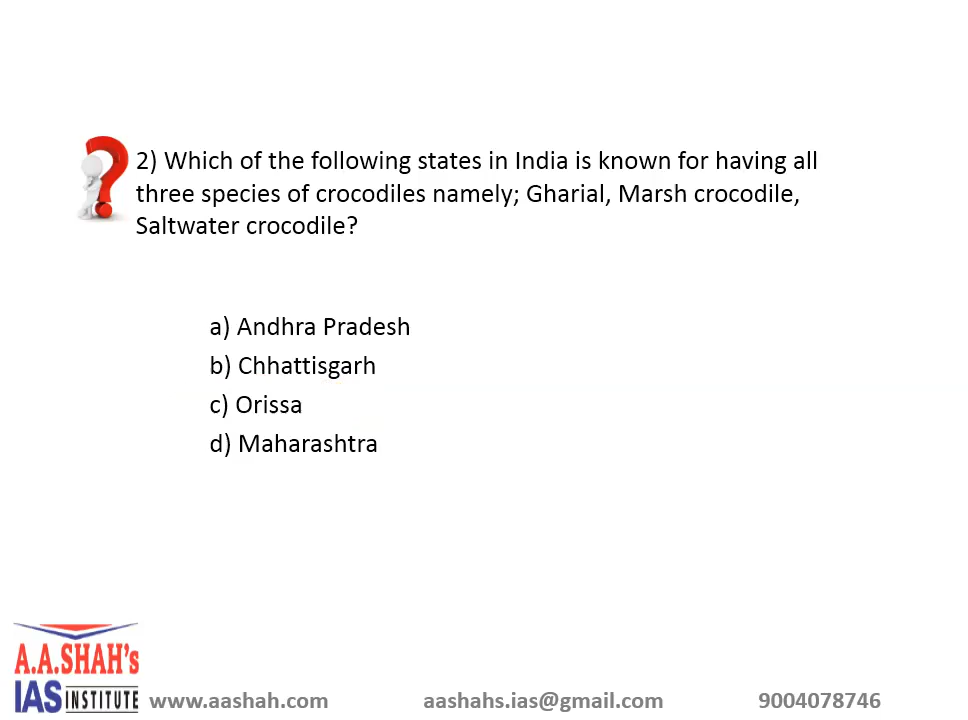 2) Which of the following states in India is known for having all
three species of crocodiles namely; Gharial, Marsh crocodile,
Saltwater crocodile?
a) Andhra Pradesh
b) Chhattisgarh
c) Orissa
d) Maharashtra
A.A.SHAH's
IAS INSTITUTE www.aashah.com aashahs.ias@gmail.com 9004078746